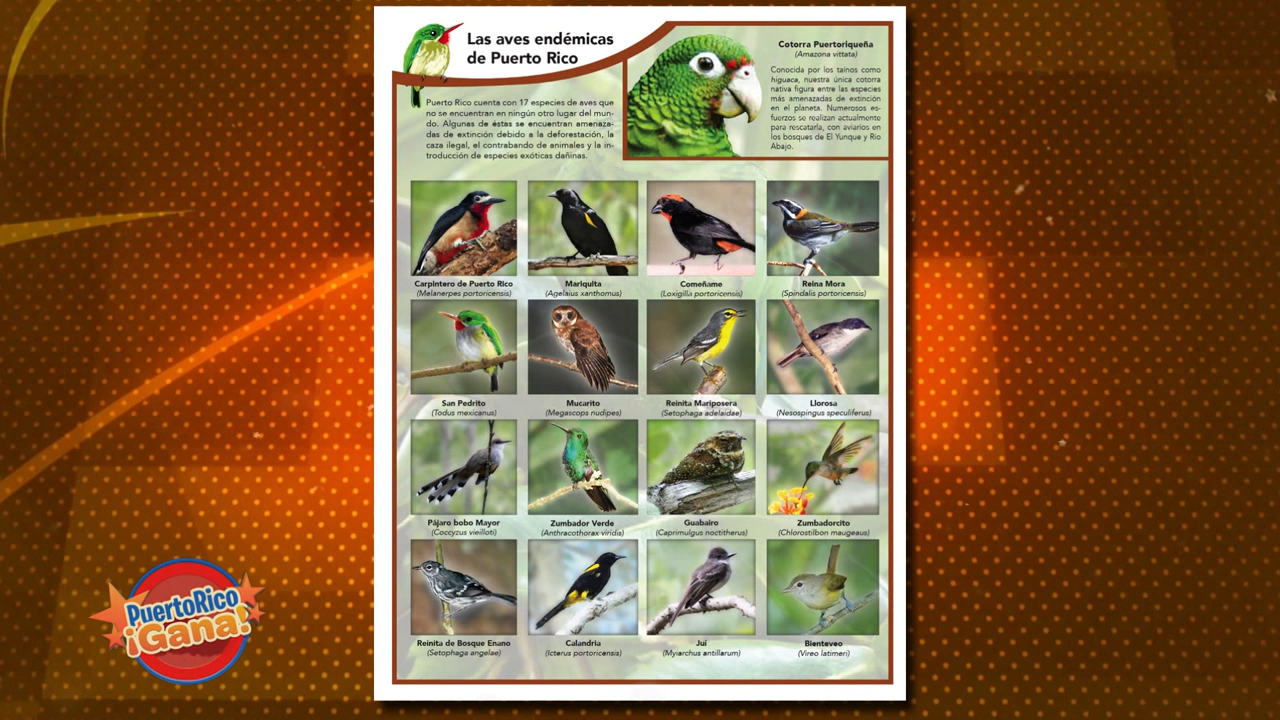 Las aves endémicas
de Puerto Rico
Puerto Rico cuenta con 17 especies de aves que
no se encuentran en ningún otro lugar del mun-
do. Algunas de éstas se encuentran amenaza-
das de extinción debido a la deforestación, la
caza ilegal, el contrabando de animales y la in-
troducción de especies exóticas dañinas.
Cotorra Puertoriqueña
(Amazona vittata)
Conocida por los taínos como
higuaca, nuestra única cotorra
nativa figura entre las especies
más amenazadas de extinción
en el planeta. Numerosos es-
fuerzos se realizan actualmente
para rescatarla, con aviarios en
los bosques de El Yunque y Río
Abajo.
Carpintero de Puerto Rico
(Melanerpes portoricensis)
Mariquita
(Agelaius xanthomus)
Comeñame
(Loxigilla portoricensis)
Reina Mora
(Spindalis portoricensis)
San Pedrito
(Todus mexicanus)
Mucarito
(Megascops nudipes)
Reinita Mariposera
(Setophaga adelaidae)
Llorosa
(Nesospingus speculiferus)
Pájaro bobo Mayor
(Coccyzus vieilloti)
Zumbador Verde
(Anthracothorax viridis)
Guabairo
(Caprimulgus noctitherus)
Zumbadorcito
(Chlorostilbon maugeaus)
Reinita de Bosque Enano
(Setophaga angelae)
Calandria
(Icterus portoricensis)
Juí
(Myiarchus antillarum)
Bienteveo
(Vireo latimeri)
PuertoRico
¡Gana!